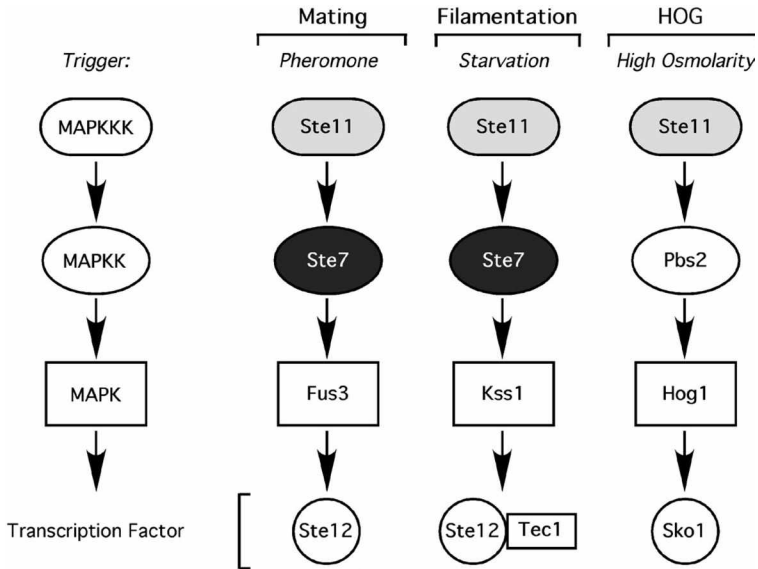 Mating Filamentation HOG
Trigger: Pheromone Starvation High Osmolarity
MAPKKK Ste11 Ste11 Ste11
MAPKK Ste7 Ste7 Pbs2
MAPK Fus3 Kss1 Hog1
Transcription Factor Ste12 Ste12 Tec1 Sko1